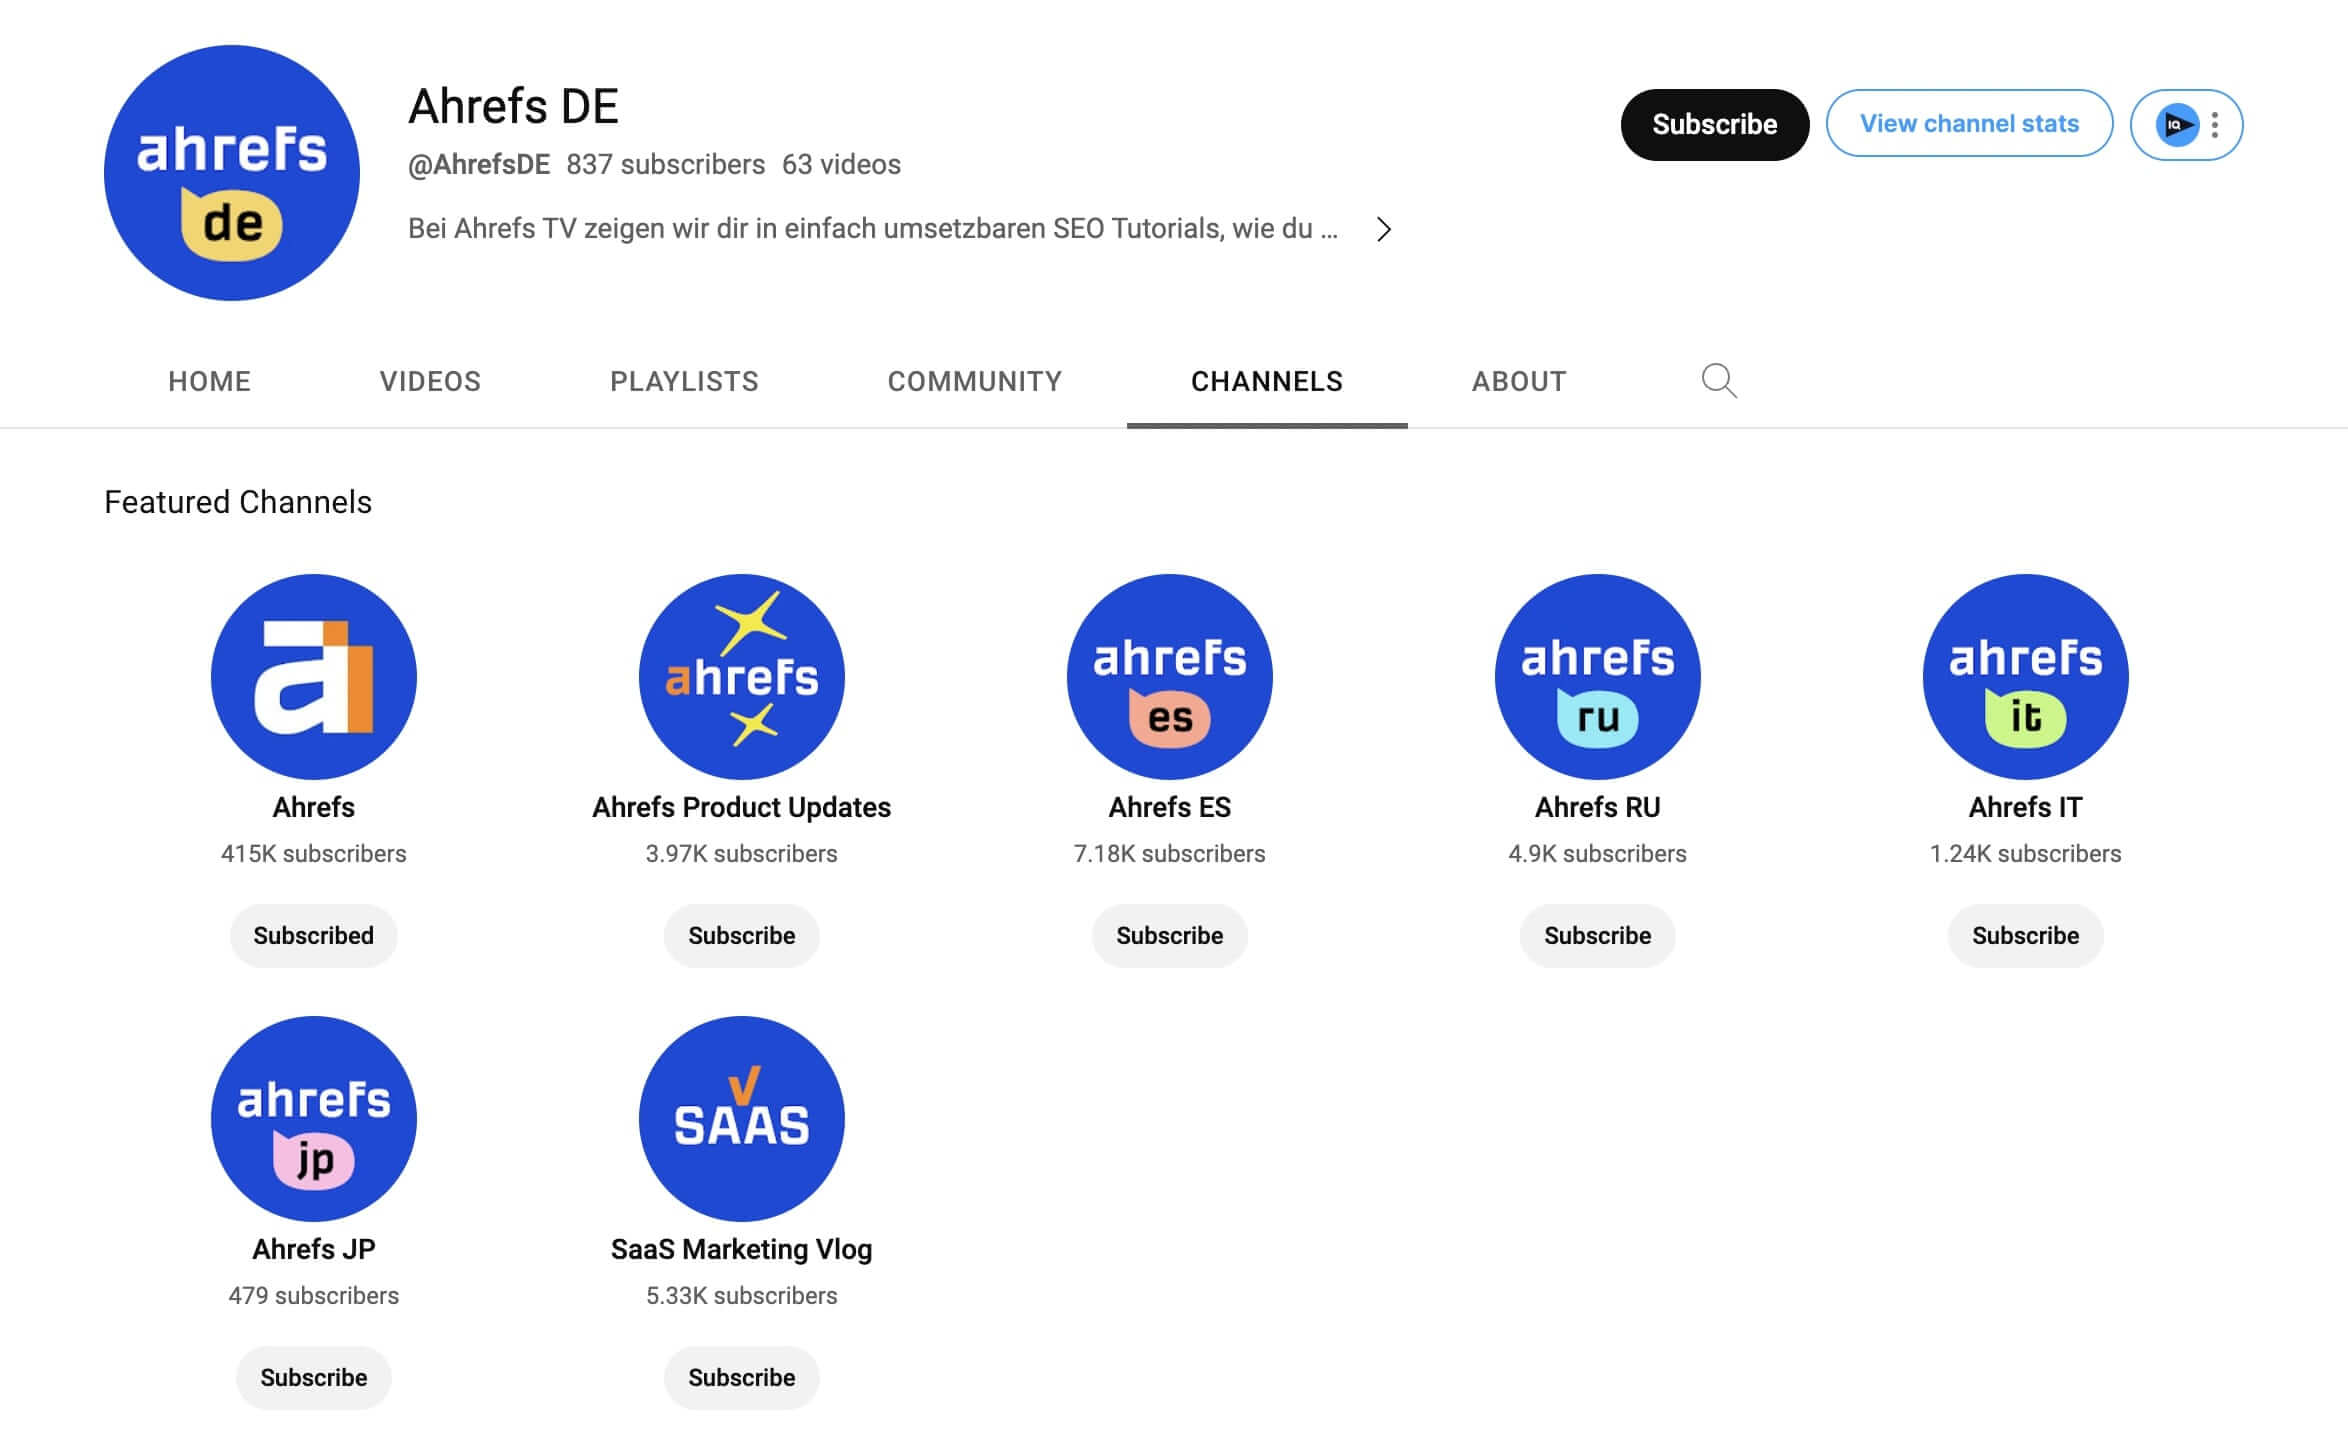 ahrefs
de
Ahrefs DE
@AhrefsDE 837 subscribers 63 videos
Bei Ahrefs TV zeigen wir dir in einfach umsetzbaren SEO Tutorials, wie du ...
Subscribe
View channel stats
IQ
HOME VIDEOS PLAYLISTS COMMUNITY CHANNELS ABOUT
Featured Channels
a
Ahrefs
415K subscribers
Subscribed
ahrefs
Ahrefs Product Updates
3.97K subscribers
Subscribe
ahrefs
es
Ahrefs ES
7.18K subscribers
Subscribe
ahrefs
ru
Ahrefs RU
4.9K subscribers
Subscribe
ahrefs
it
Ahrefs IT
1.24K subscribers
Subscribe
ahrefs
jp
Ahrefs JP
479 subscribers
Subscribe
V
SAAS
SaaS Marketing Vlog
5.33K subscribers
Subscribe